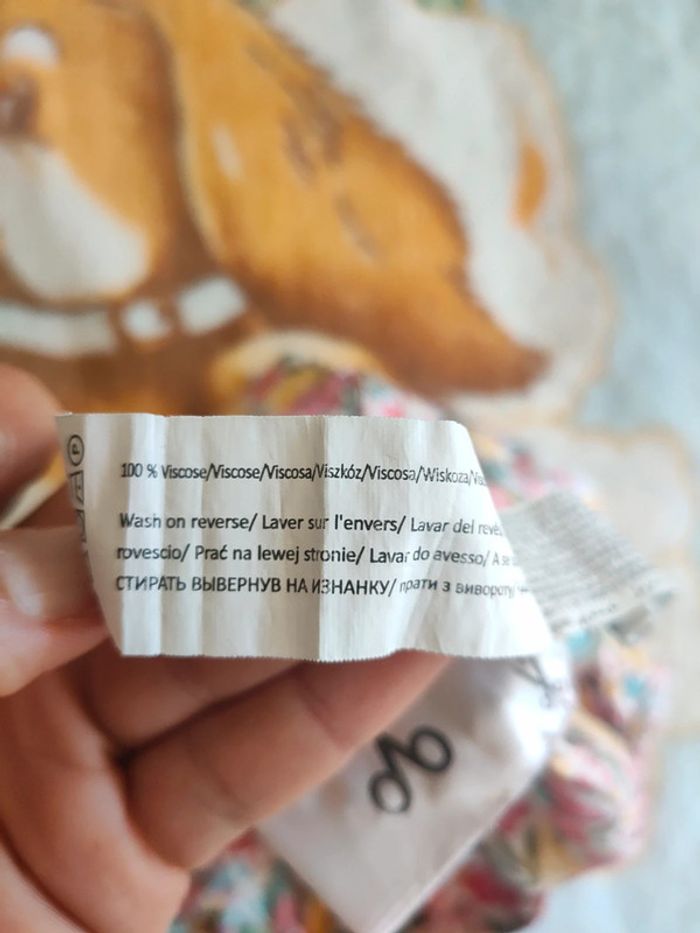 100 % Viscose/Viscose/Viscosa/Viszkóz/Viscosa/Wiskoza/
Wash on reverse/ Laver sur l'envers/ Lavar del
rovescio/ Prać na lewej stronie/ Lavar do avesso/
СТИРАТЬ ВЫВЕРНУВ НА ИЗНАНКУ/ прати з вивороту/